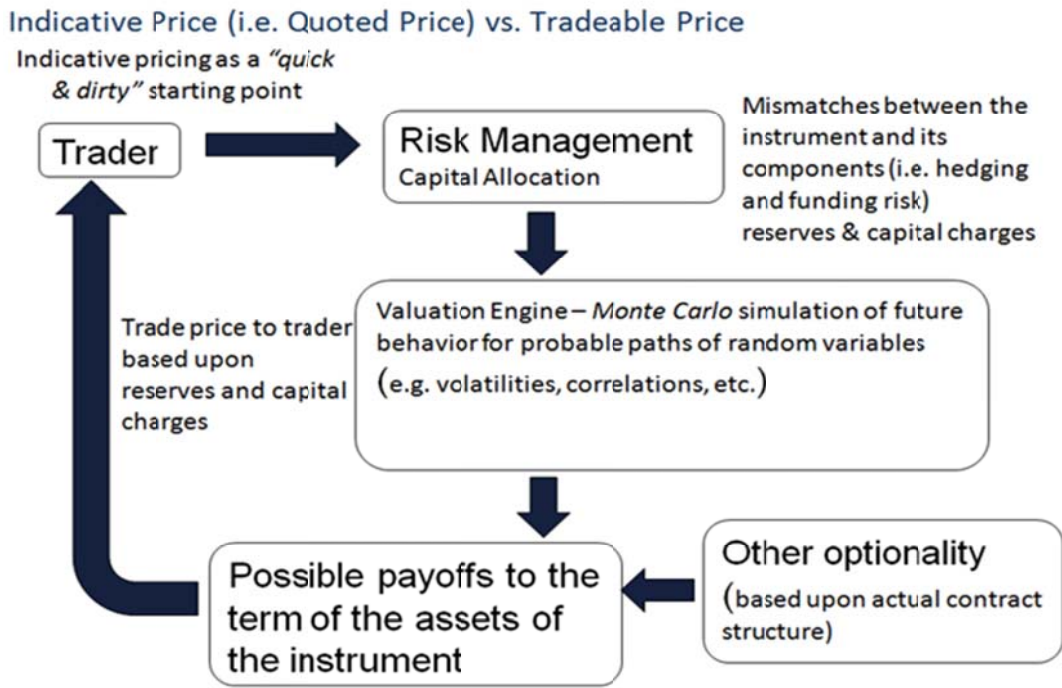 Indicative Price (i.e. Quoted Price) vs. Tradeable Price
Indicative pricing as a “quick
& dirty” starting point
Trader
Risk Management
Capital Allocation
Mismatches between the
instrument and its
components (i.e. hedging
and funding risk)
reserves & capital charges
Valuation Engine – Monte Carlo simulation of future
behavior for probable paths of random variables
(e.g. volatilities, correlations, etc.)
Trade price to trader
based upon
reserves and capital
charges
Possible payoffs to the
term of the assets of
the instrument
Other optionality
(based upon actual contract
structure)